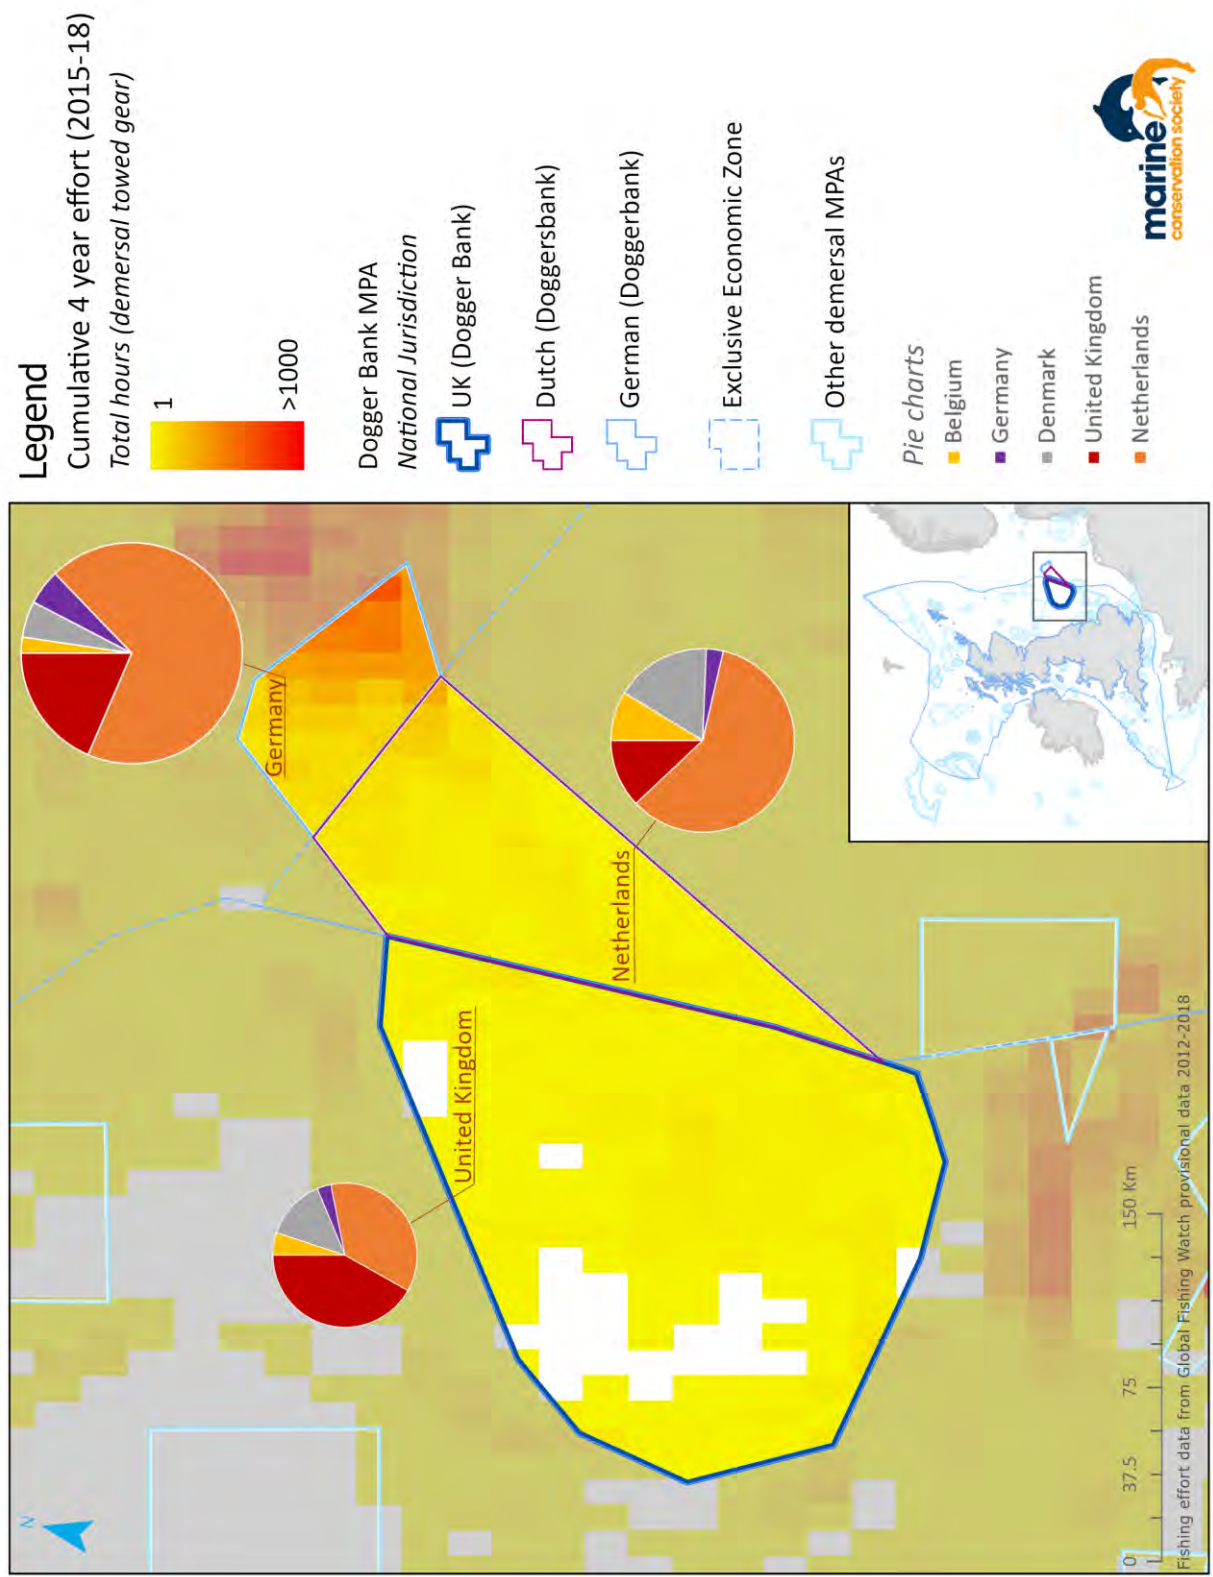 Legend
Cumulative 4 year effort (2015-18)
Total hours (demersal towed gear)
1
>1000
Dogger Bank MPA
National Jurisdiction
UK (Dogger Bank)
Dutch (Doggersbank)
German (Doggerbank)
Exclusive Economic Zone
Other demersal MPAs
Pie charts
Belgium
Germany
Denmark
United Kingdom
Netherlands
marine
conservation society
N
United Kingdom
Germany
Netherlands
0 37.5 75 150 Km
Fishing effort data from Global Fishing Watch provisional data 2012-2018